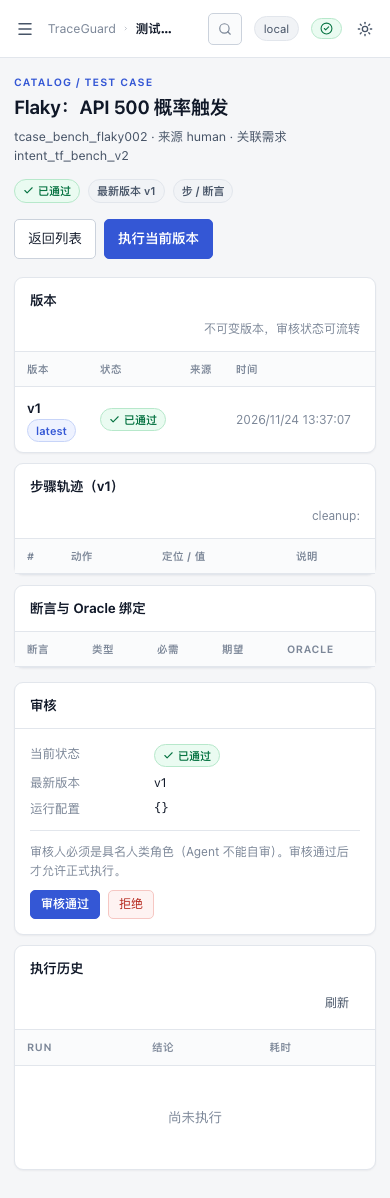 TraceGuard › 测试... local
CATALOG / TEST CASE
Flaky：API 500 概率触发
tcase_bench_flaky002 · 来源 human · 关联需求
intent_tf_bench_v2
已通过 最新版本 v1 步 / 断言
返回列表 执行当前版本
版本
不可变版本，审核状态可流转
版本 状态 来源 时间
v1 已通过 2026/11/24 13:37:07
latest
步骤轨迹（v1）
cleanup:
# 动作 定位 / 值 说明
断言与 Oracle 绑定
断言 类型 必需 期望 ORACLE
审核
当前状态 已通过
最新版本 v1
运行配置 {}
审核人必须是具名人类角色（Agent 不能自审）。审核通过后
才允许正式执行。
审核通过 拒绝
执行历史
刷新
RUN 结论 耗时
尚未执行